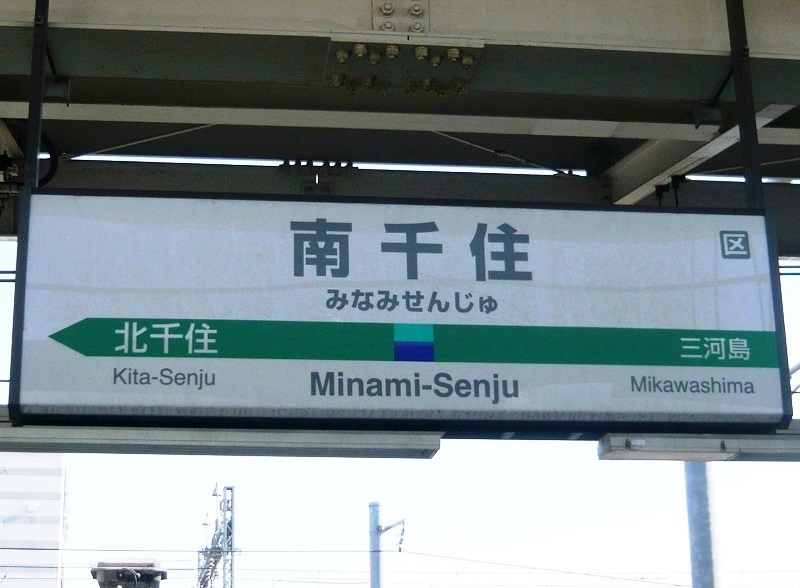 南千住
区
みなみせんじゅ
北千住
三河島
Kita-Senju
Minami-Senju
Mikawashima